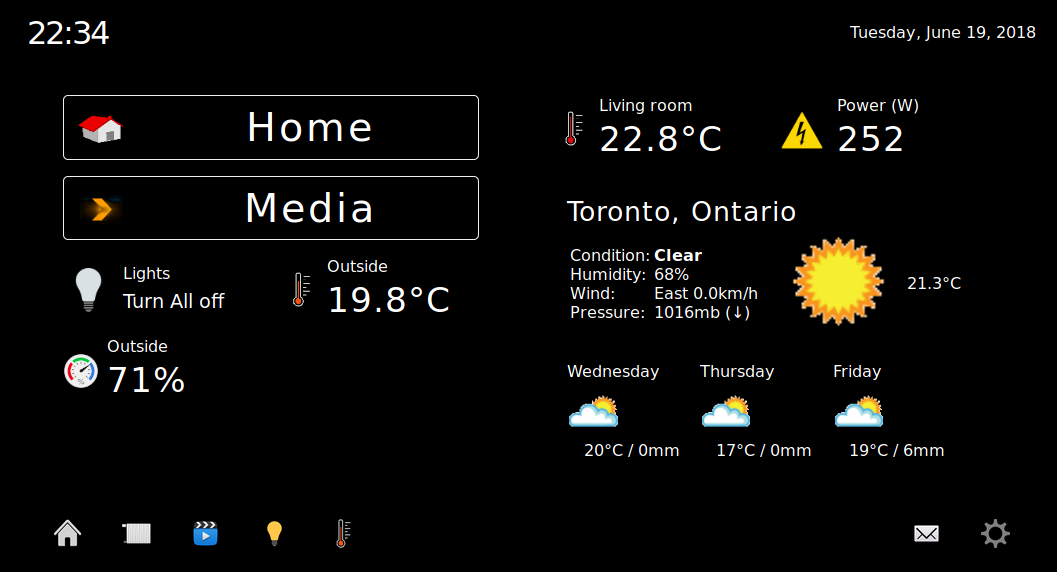 22:34
Tuesday, June 19, 2018
Home
Media
Lights
Turn All off
Outside
19.8°C
Outside
71%
Living room
22.8°C
Power (W)
252
Toronto, Ontario
Condition: Clear
Humidity: 68%
Wind: East 0.0km/h
Pressure: 1016mb (↓)
21.3°C
Wednesday
Thursday
Friday
20°C / 0mm
17°C / 0mm
19°C / 6mm